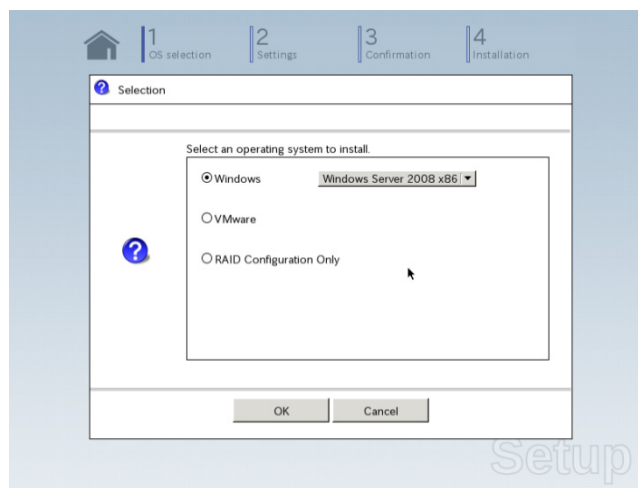 1 2 3 4
OS selection Settings Confirmation Installation
Selection
Select an operating system to install.
Windows Windows Server 2008 x86
VMware
RAID Configuration Only
OK Cancel
Setup